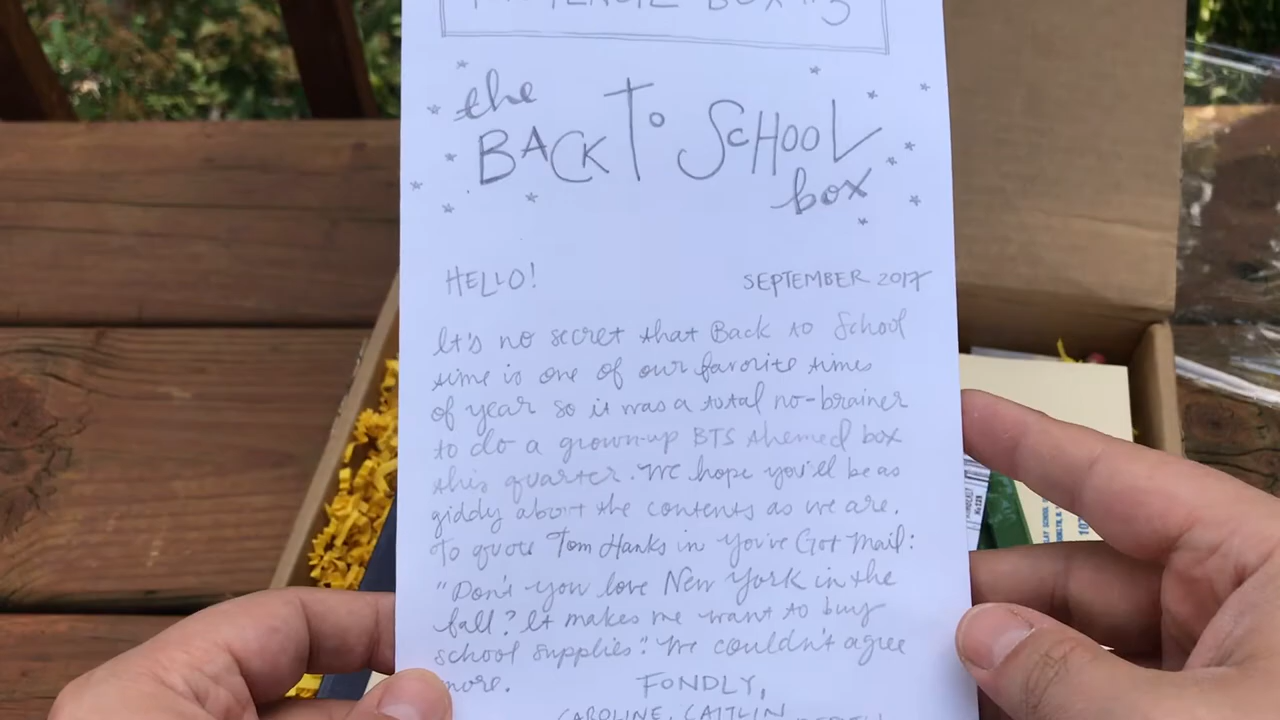 BOX #3
the
BACK TO SCHOOL
box
HELLO! SEPTEMBER 2017
It's no secret that Back to School
time is one of our favorite times
of year so it was a total no-brainer
to do a grown-up BTS themed box
this quarter. We hope you'll be as
giddy about the contents as we are.
To quote Tom Hanks in You've Got Mail:
"Don't you love New York in the
fall? It makes me want to buy
school supplies." We couldn't agree
more.
FONDLY,
CAROLINE, CAITLIN